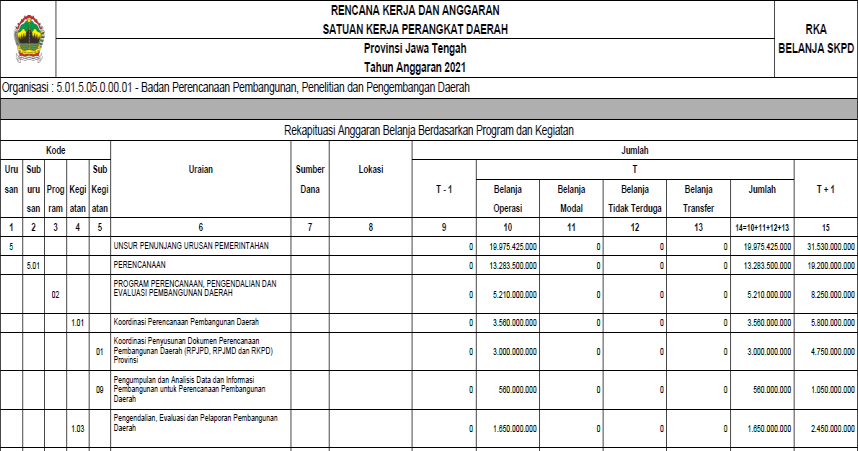 RENCANA KERJA DAN ANGGARAN
SATUAN KERJA PERANGKAT DAERAH
RKA
BELANJA SKPD
Provinsi Jawa Tengah
Tahun Anggaran 2021
Organisasi : 5.01.5.05.0.00.01 - Badan Perencanaan Pembangunan, Penelitian dan Pengembangan Daerah
Rekapituasi Anggaran Belanja Berdasarkan Program dan Kegiatan
Kode Uraian Sumber Dana Lokasi Jumlah
Uru san Sub uru san Prog ram Kegi atan Sub Kegi atan T - 1 T T + 1
Belanja Operasi Belanja Modal Belanja Tidak Terduga Belanja Transfer Jumlah
1 2 3 4 5 6 7 8 9 10 11 12 13 14=10+11+12+13 15
5 UNSUR PENUNJANG URUSAN PEMERINTAHAN 0 19.975.425.000 0 0 0 19.975.425.000 31.530.000.000
5.01 PERENCANAAN 0 13.283.500.000 0 0 0 13.283.500.000 19.200.000.000
PROGRAM PERENCANAAN, PENGENDALIAN DAN
02 EVALUASI PEMBANGUNAN DAERAH 0 5.210.000.000 0 0 0 5.210.000.000 8.250.000.000
1.01 Koordinasi Perencanaan Pembangunan Daerah 0 3.560.000.000 0 0 0 3.560.000.000 5.800.000.000
Koordinasi Penyusunan Dokumen Perencanaan
01 Pembangunan Daerah (RPJPD, RPJMD dan RKPD) 0 3.000.000.000 0 0 0 3.000.000.000 4.750.000.000
Provinsi
Pengumpulan dan Analisis Data dan Informasi
09 Pembangunan untuk Perencanaan Pembangunan 0 560.000.000 0 0 0 560.000.000 1.050.000.000
Daerah
Pengendalian, Evaluasi dan Pelaporan Pembangunan
1.03 Daerah 0 1.650.000.000 0 0 0 1.650.000.000 2.450.000.000